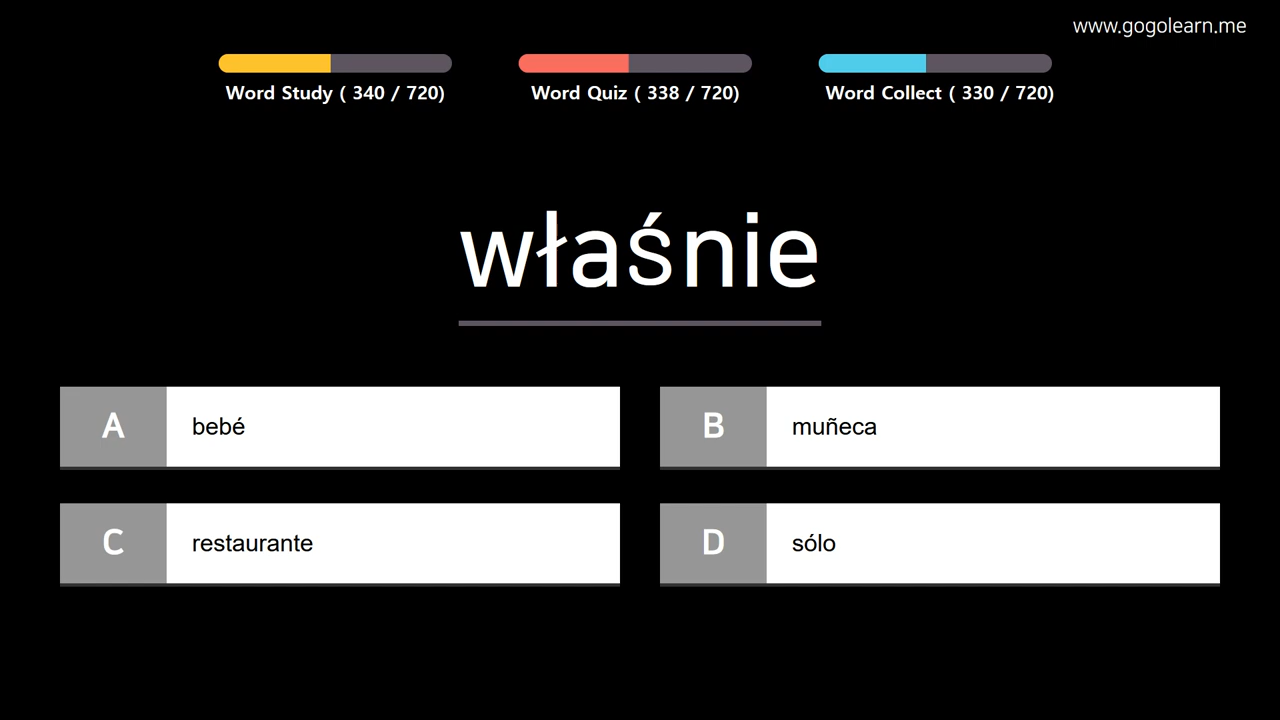 www.gogolearn.me
Word Study ( 340 / 720)
Word Quiz ( 338 / 720)
Word Collect ( 330 / 720)
właśnie
A bebé
B muñeca
C restaurante
D sólo